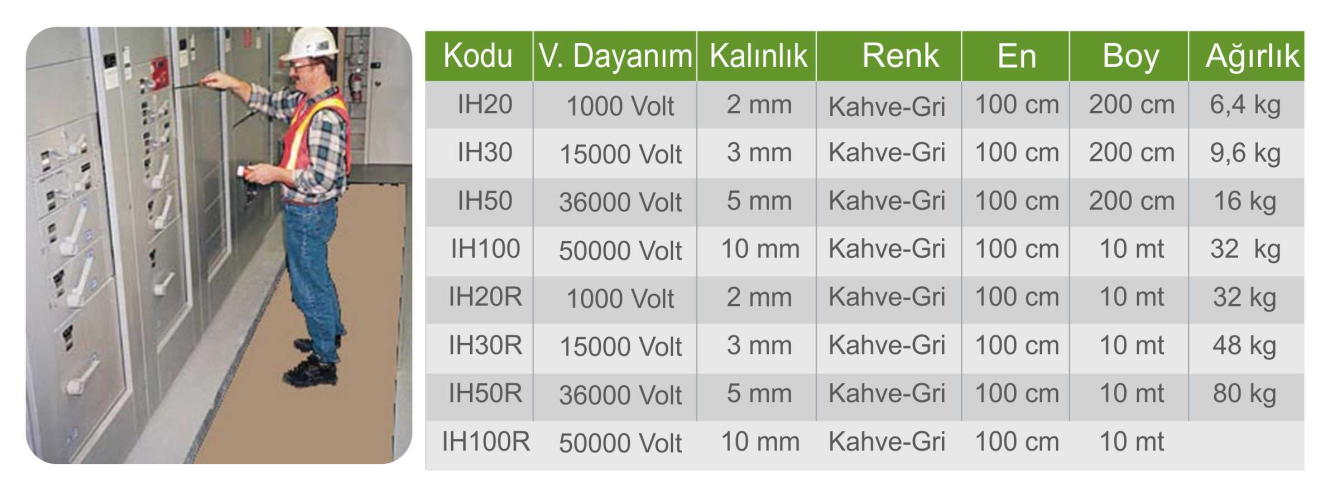 Kodu V. Dayanım Kalınlık Renk En Boy Ağırlık
IH20 1000 Volt 2 mm Kahve-Gri 100 cm 200 cm 6,4 kg
IH30 15000 Volt 3 mm Kahve-Gri 100 cm 200 cm 9,6 kg
IH50 36000 Volt 5 mm Kahve-Gri 100 cm 200 cm 16 kg
IH100 50000 Volt 10 mm Kahve-Gri 100 cm 10 mt 32 kg
IH20R 1000 Volt 2 mm Kahve-Gri 100 cm 10 mt 32 kg
IH30R 15000 Volt 3 mm Kahve-Gri 100 cm 10 mt 48 kg
IH50R 36000 Volt 5 mm Kahve-Gri 100 cm 10 mt 80 kg
IH100R 50000 Volt 10 mm Kahve-Gri 100 cm 10 mt